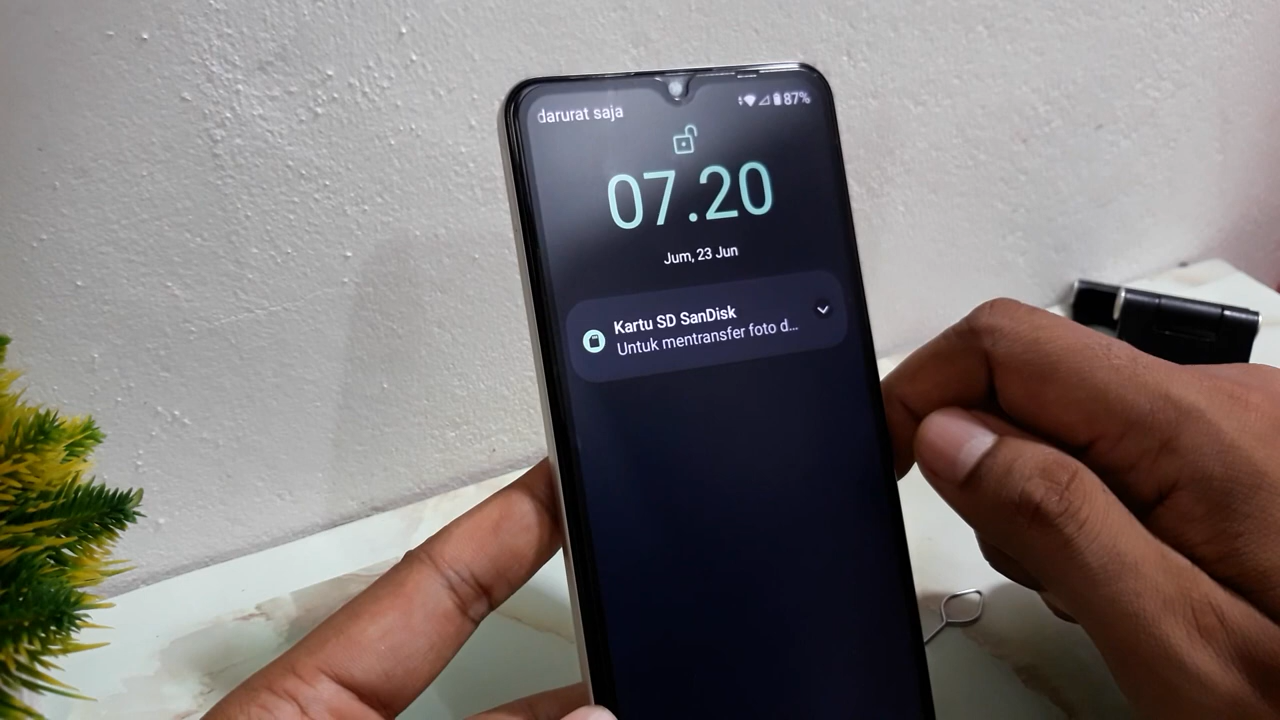 darurat saja
87%
07.20
Jum, 23 Jun
Kartu SD SanDisk
Untuk mentransfer foto d...